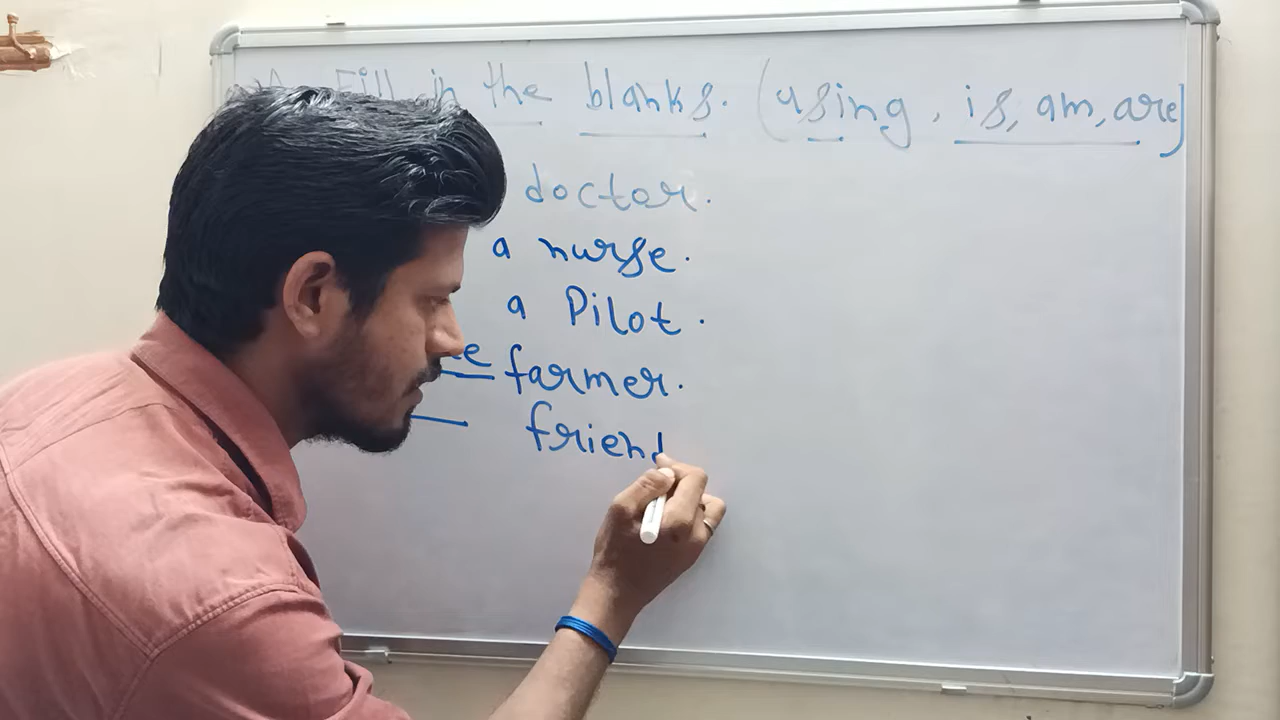 Fill in the blanks. (using, is, am, are]
doctor.
a nurse.
a Pilot.
farmer.
friend